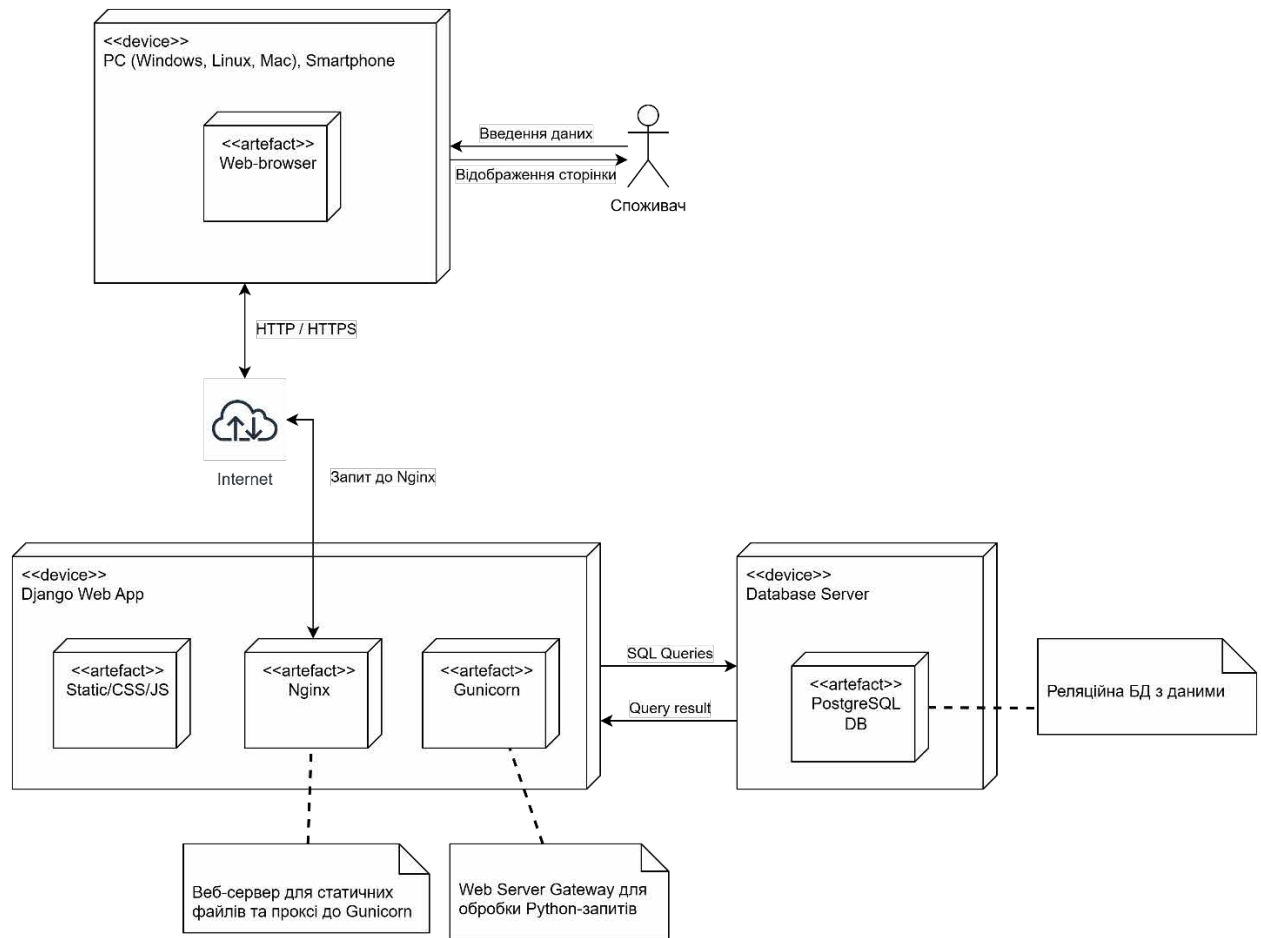 <<device>>
PC (Windows, Linux, Mac), Smartphone
<<artefact>>
Web-browser
Введення даних
Відображення сторінки
Споживач
HTTP / HTTPS
Internet
Запит до Nginx
<<device>>
Django Web App
<<artefact>>
Static/CSS/JS
<<artefact>>
Nginx
<<artefact>>
Gunicorn
SQL Queries
Query result
<<device>>
Database Server
<<artefact>>
PostgreSQL
DB
Реляційна БД з даними
Веб-сервер для статичних
файлів та проксі до Gunicorn
Web Server Gateway для
обробки Python-запитів